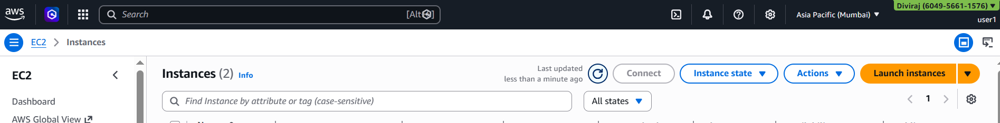 aws
Search
[Alt+S]
Asia Pacific (Mumbai)
Diviraj (6049-5661-1576)
user1
EC2
Instances
EC2
Dashboard
AWS Global View
Instances (2) Info
Last updated
less than a minute ago
Connect
Instance state
Actions
Launch instances
Find Instance by attribute or tag (case-sensitive)
All states
1